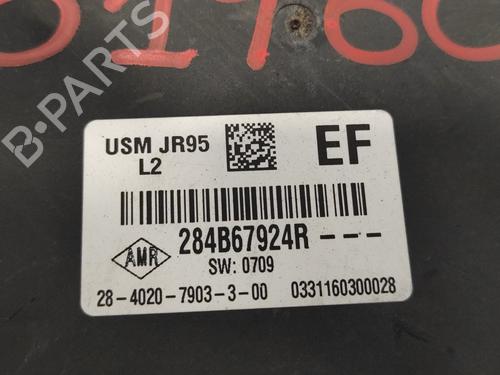 B-PARTS
USM JR95
L2
EF
284B67924R---
AMR
SW: 0709
28-4020-7903-3-00 0331160300028